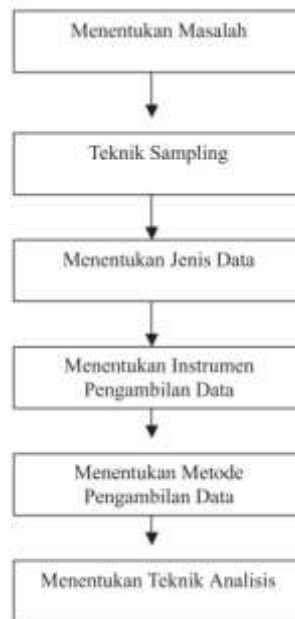 Menentukan Masalah
Teknik Sampling
Menentukan Jenis Data
Menentukan Instrumen
Pengambilan Data
Menentukan Metode
Pengambilan Data
Menentukan Teknik Analisis